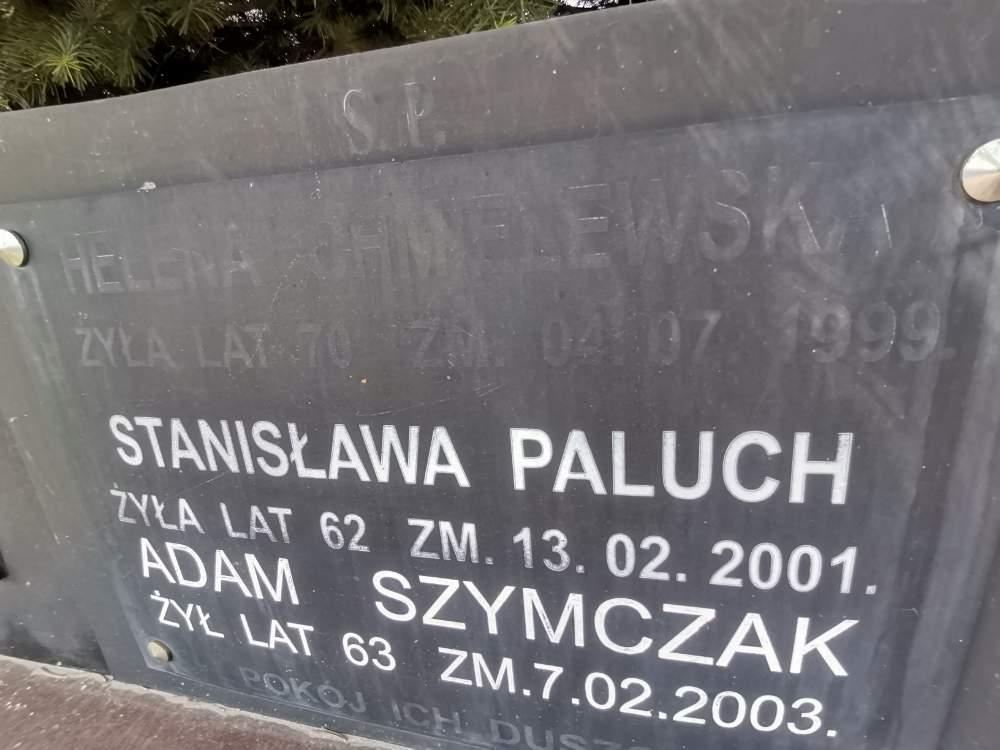 Ś. P.
HELENA CHMIELEWSKA
ŻYŁA LAT 70 ZM. 04 07 1999.
STANISŁAWA PALUCH
ŻYŁA LAT 62 ZM. 13. 02. 2001.
ADAM SZYMCZAK
ŻYŁ LAT 63 ZM.7.02.2003.
POKÓJ ICH DUSZO